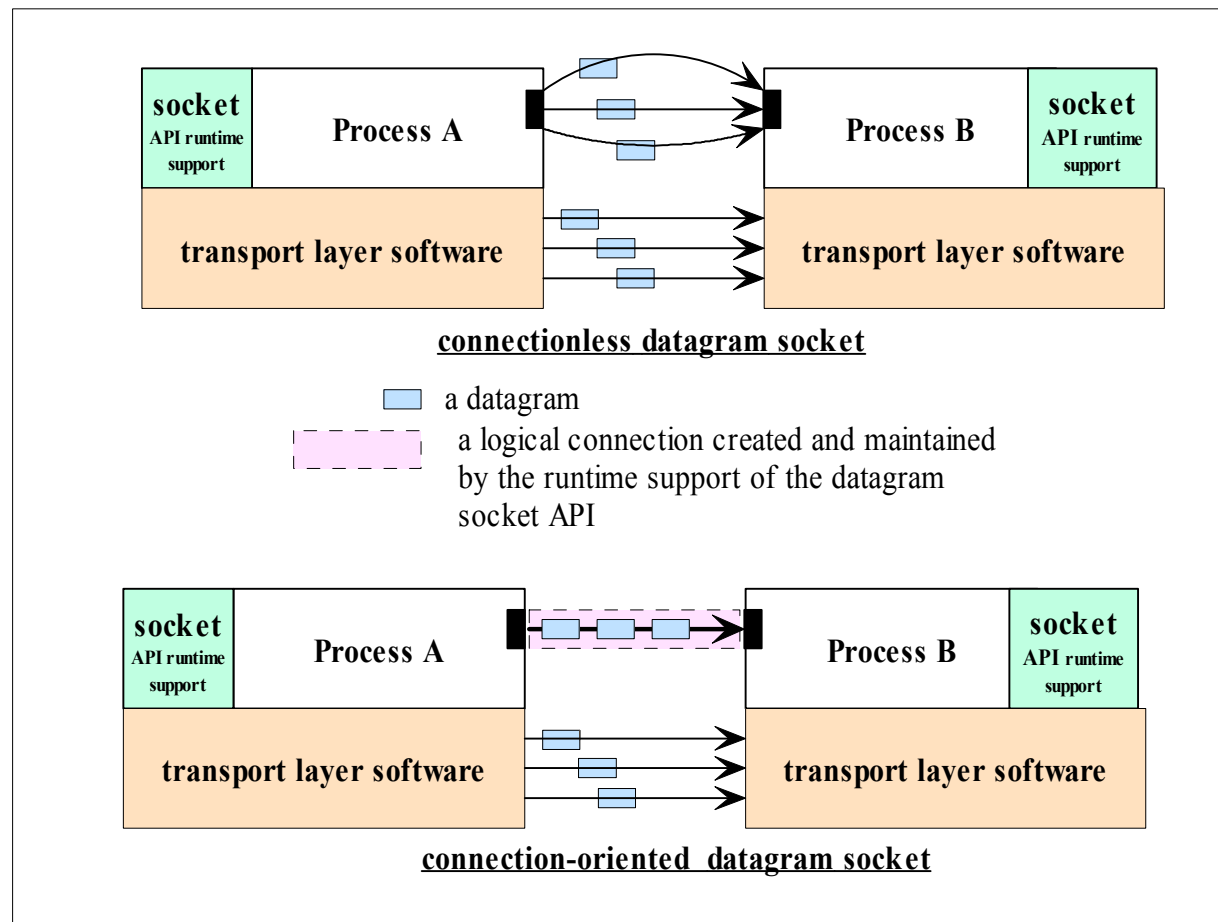 socket
API runtime
support
Process A
Process B
socket
API runtime
support
transport layer software
transport layer software
connectionless datagram socket
a datagram
a logical connection created and maintained
by the runtime support of the datagram
socket API
socket
API runtime
support
Process A
Process B
socket
API runtime
support
transport layer software
transport layer software
connection-oriented datagram socket